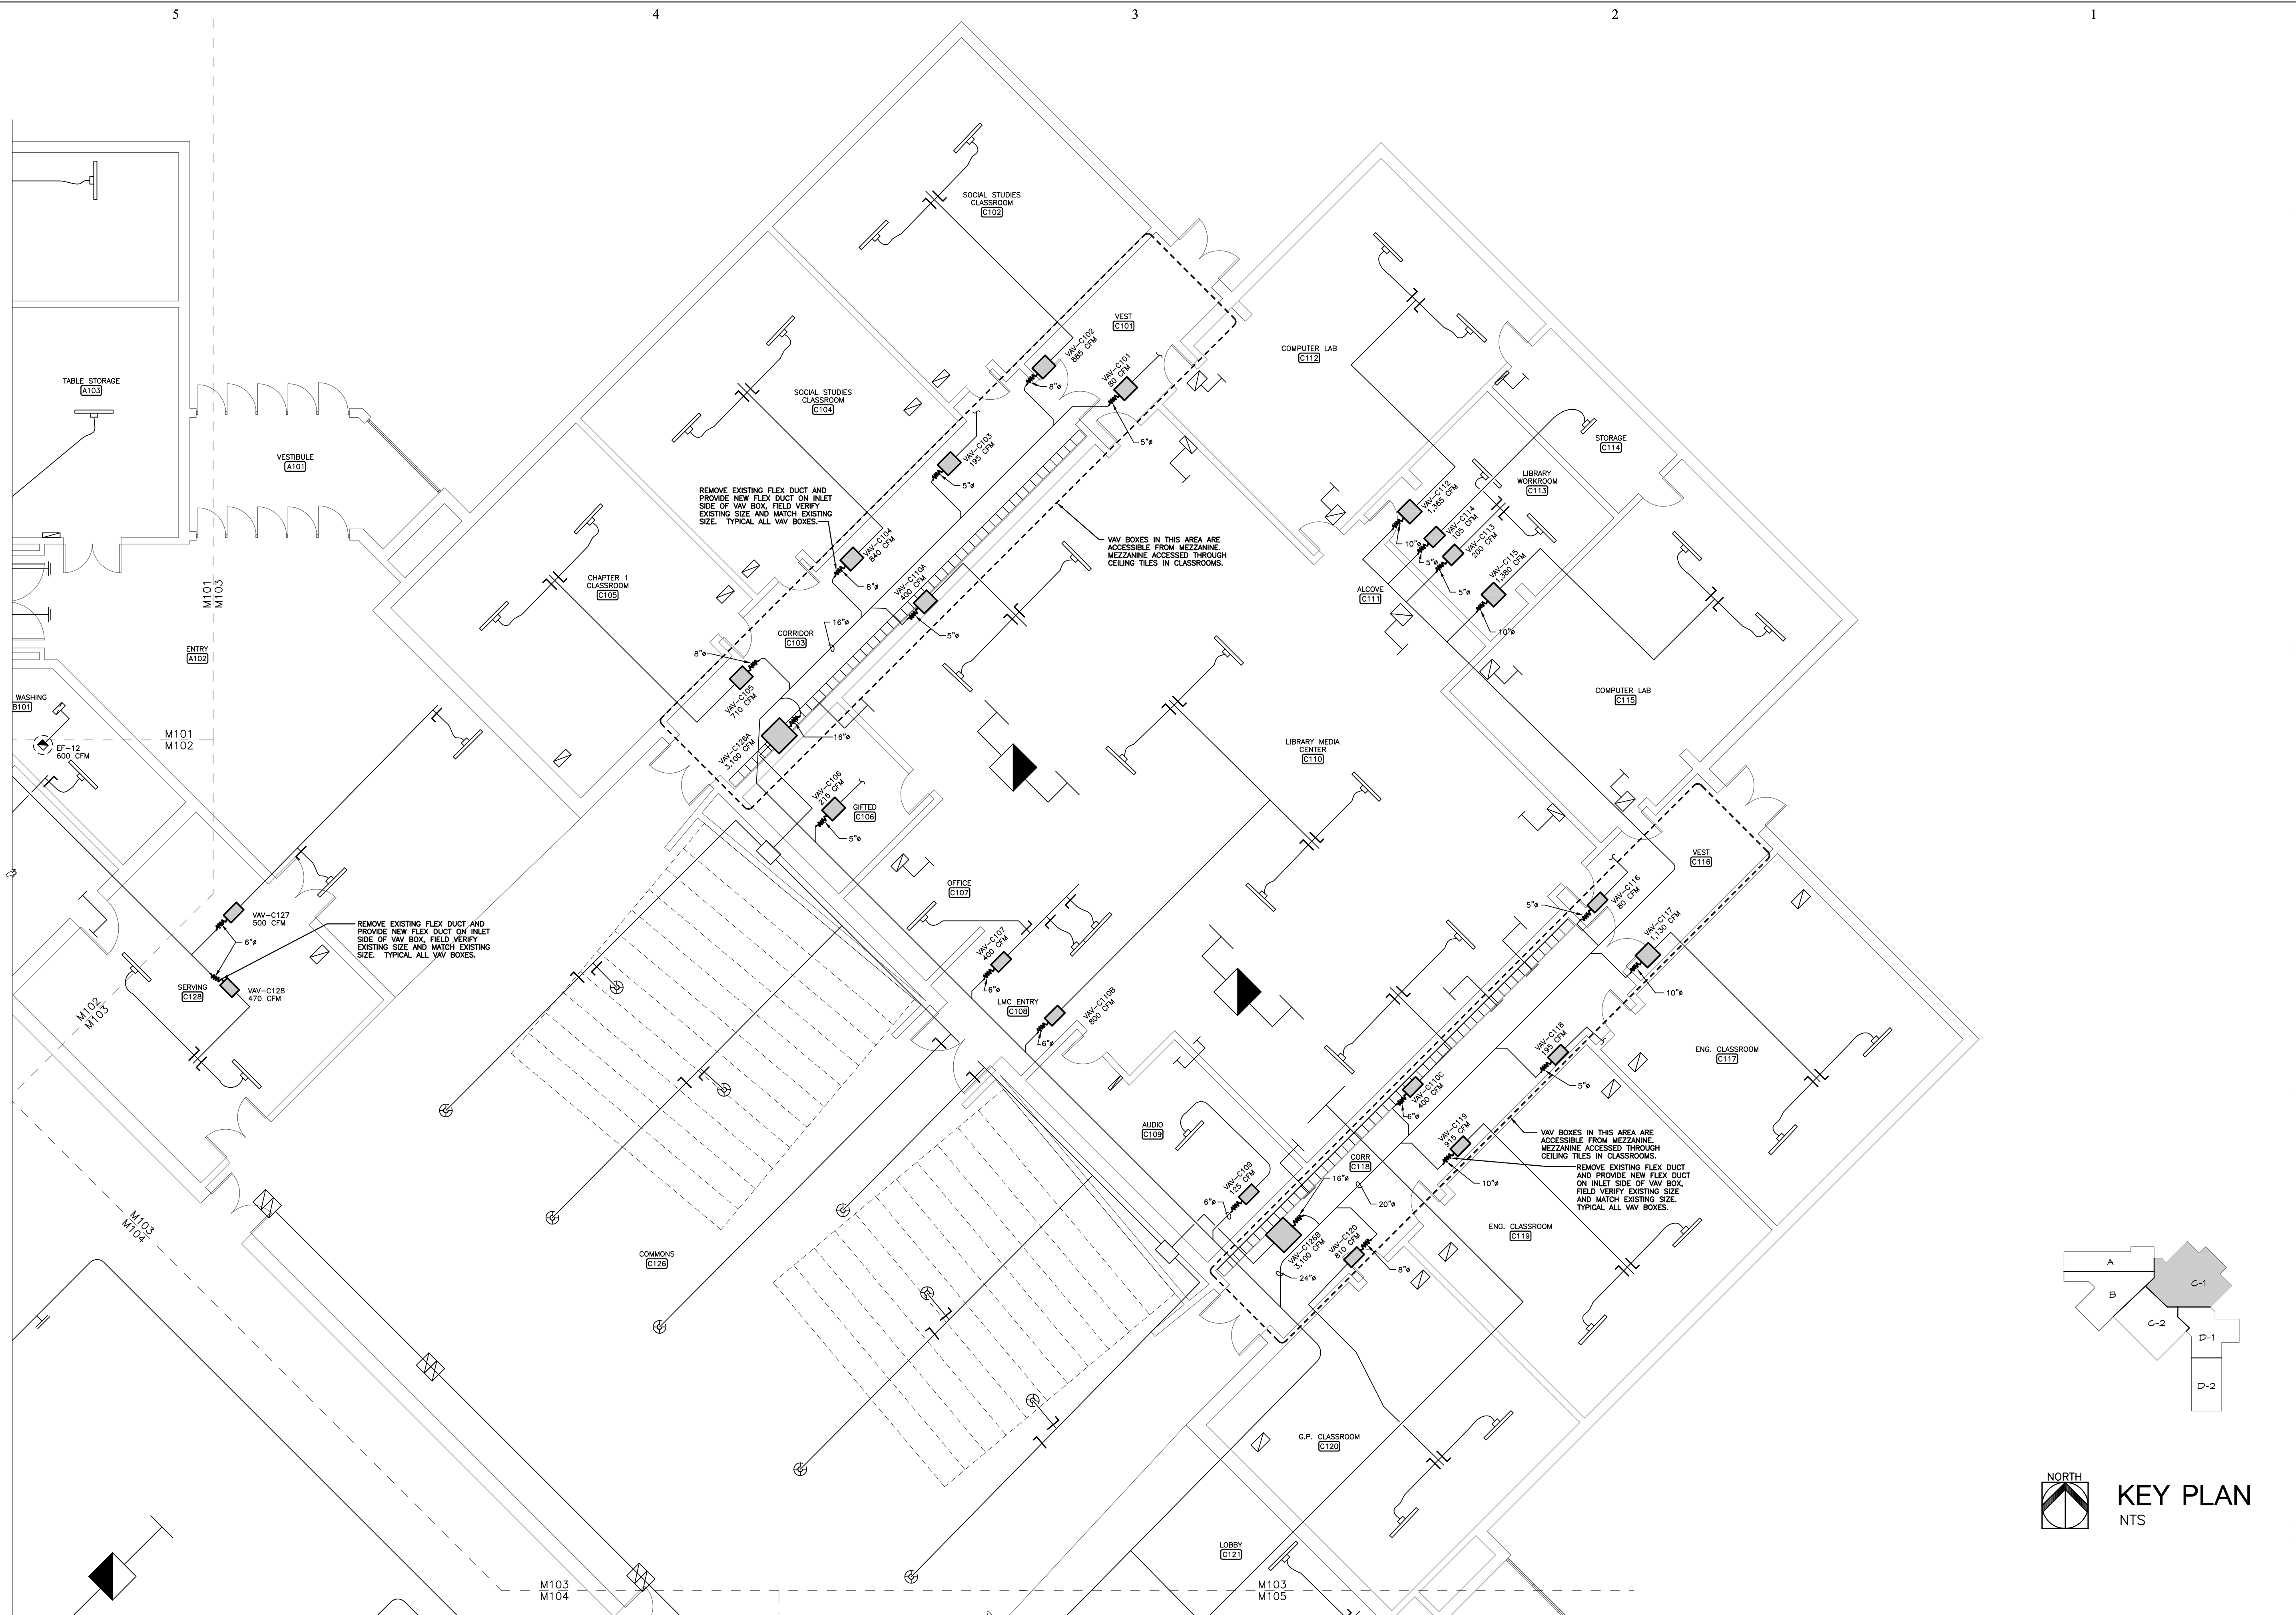 5 4 3 2 1
SOCIAL STUDIES
CLASSROOM
C102
VEST
C101
VAV-C102
885 CFM
8"ø
VAV-C101
80 CFM
5"ø
COMPUTER LAB
C112
TABLE STORAGE
A103
SOCIAL STUDIES
CLASSROOM
C104
VESTIBULE
A101
VAV-C103
195 CFM
5"ø
STORAGE
C114
LIBRARY
WORKROOM
C113
REMOVE EXISTING FLEX DUCT AND
PROVIDE NEW FLEX DUCT ON INLET
SIDE OF VAV BOX, FIELD VERIFY
EXISTING SIZE AND MATCH EXISTING
SIZE. TYPICAL ALL VAV BOXES.
VAV-C112
1,365 CFM
10"ø
VAV-C114
105 CFM
5"ø
VAV-C113
200 CFM
5"ø
VAV-C115
1,380 CFM
10"ø
VAV BOXES IN THIS AREA ARE
ACCESSIBLE FROM MEZZANINE.
MEZZANINE ACCESSED THROUGH
CEILING TILES IN CLASSROOMS.
VAV-C104
840 CFM
8"ø
VAV-C110A
400 CFM
5"ø
CHAPTER 1
CLASSROOM
C105
M101
M103
ALCOVE
C111
16"ø
CORRIDOR
C103
ENTRY
A102
8"ø
VAV-C105
710 CFM
WASHING
B101
COMPUTER LAB
C115
EF-12
600 CFM
M101
M102
VAV-C126A
3,100 CFM
16"ø
LIBRARY MEDIA
CENTER
C110
VAV-C106
215 CFM
5"ø
GIFTED
C106
VEST
C116
OFFICE
C107
VAV-C116
80 CFM
5"ø
VAV-C127
500 CFM
6"ø
REMOVE EXISTING FLEX DUCT AND
PROVIDE NEW FLEX DUCT ON INLET
SIDE OF VAV BOX, FIELD VERIFY
EXISTING SIZE AND MATCH EXISTING
SIZE. TYPICAL ALL VAV BOXES.
VAV-C117
1,130 CFM
10"ø
VAV-C107
400 CFM
6"ø
SERVING
C128
VAV-C128
470 CFM
M102
M103
LMC ENTRY
C108
VAV-C110B
800 CFM
6"ø
ENG. CLASSROOM
C117
VAV-C118
195 CFM
5"ø
VAV-C110C
400 CFM
6"ø
AUDIO
C109
VAV-C119
915 CFM
10"ø
VAV BOXES IN THIS AREA ARE
ACCESSIBLE FROM MEZZANINE.
MEZZANINE ACCESSED THROUGH
CEILING TILES IN CLASSROOMS.
REMOVE EXISTING FLEX DUCT
AND PROVIDE NEW FLEX DUCT
ON INLET SIDE OF VAV BOX,
FIELD VERIFY EXISTING SIZE
AND MATCH EXISTING SIZE.
TYPICAL ALL VAV BOXES.
CORR
C118
16"ø
20"ø
VAV-C109
125 CFM
6"ø
M103
M104
COMMONS
C126
VAV-C126B
3,100 CFM
24"ø
VAV-C120
810 CFM
8"ø
ENG. CLASSROOM
C119
A
B
C-1
C-2
D-1
D-2
G.P. CLASSROOM
C120
NORTH
KEY PLAN
NTS
LOBBY
C121
M103
M104
M103
M105